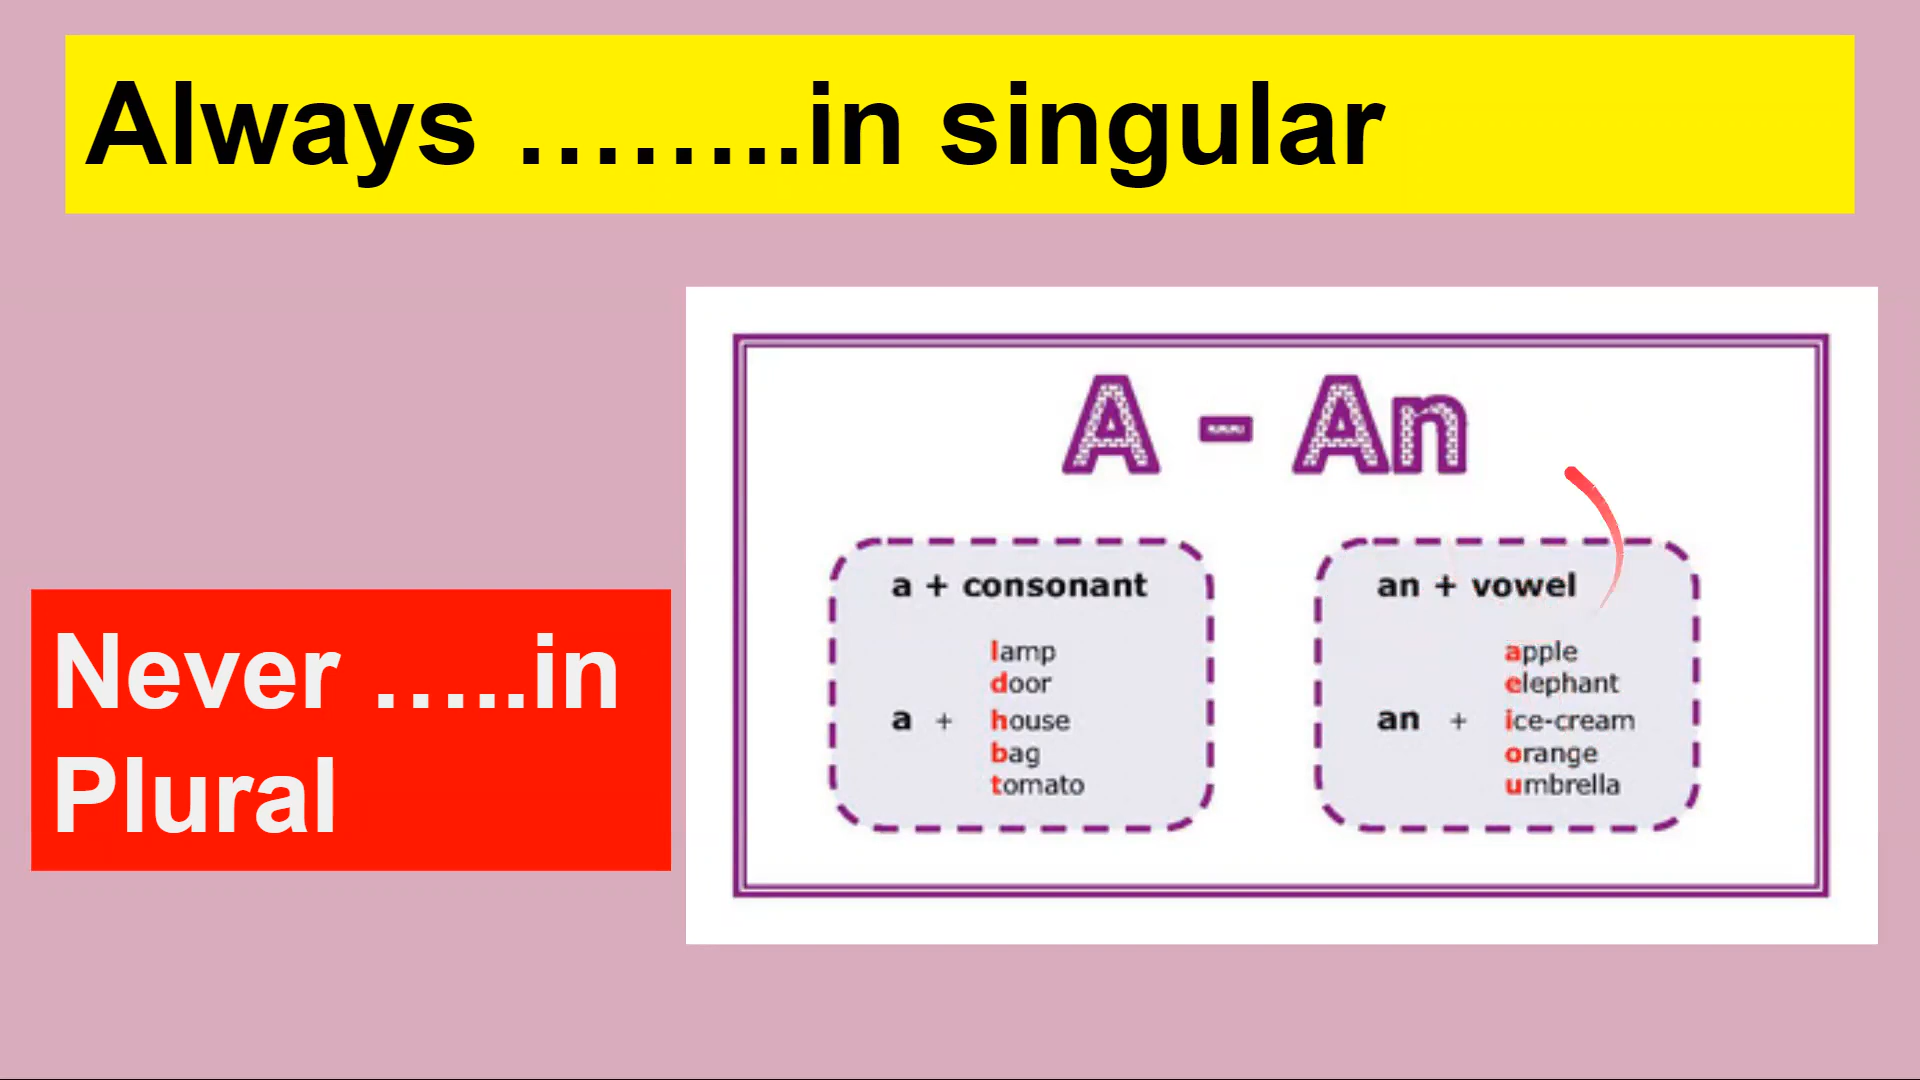 Always ……..in singular
Never …..in
Plural
A - An
a + consonant
lamp
door
a + house
bag
tomato
an + vowel
apple
elephant
an + ice-cream
orange
umbrella